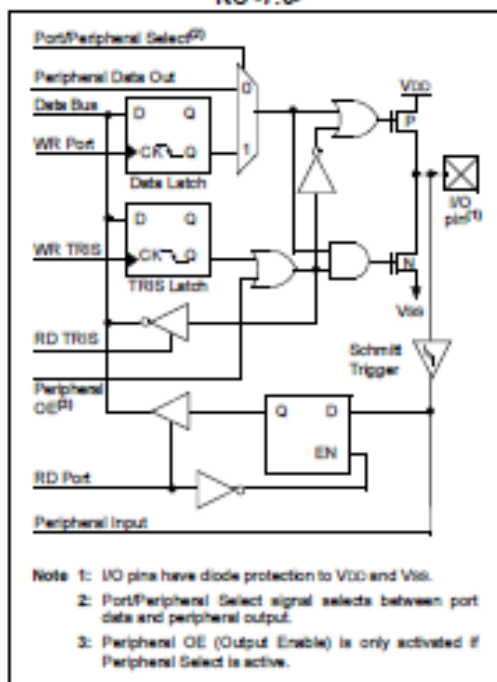 Port/Peripheral Select(2)
Peripheral Data Out
Data Bus
WR Port
D Q
CK Q
Data Latch
0
1
VDD
P
I/O
pin(1)
WR TRIS
D Q
CK Q
TRIS Latch
N
VSS
RD TRIS
Schmitt
Trigger
Peripheral
OE(3)
Q D
EN
RD Port
Peripheral Input
Note 1: I/O pins have diode protection to VDD and VSS.
2: Port/Peripheral Select signal selects between port
data and peripheral output.
3: Peripheral OE (Output Enable) is only activated if
Peripheral Select is active.